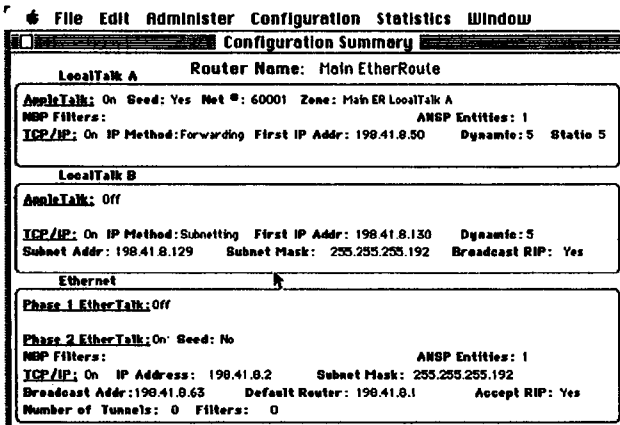 File Edit Administer Configuration Statistics Window
Configuration Summary
Router Name: Main EtherRoute
LocalTalk A
AppleTalk: On Seed: Yes Net #: 60001 Zone: Main ER LocalTalk A
NBP Filters: ANSP Entities: 1
TCP/IP: On IP Method: Forwarding First IP Addr: 198.41.8.50 Dynamic: 5 Static 5
LocalTalk B
AppleTalk: Off
TCP/IP: On IP Method: Subnetting First IP Addr: 198.41.8.130 Dynamic: 5
Subnet Addr: 198.41.8.129 Subnet Mask: 255.255.255.192 Broadcast RIP: Yes
Ethernet
Phase 1 EtherTalk: Off
Phase 2 EtherTalk: On Seed: No
NBP Filters: ANSP Entities: 1
TCP/IP: On IP Address: 198.41.8.2 Subnet Mask: 255.255.255.192
Broadcast Addr: 198.41.8.63 Default Router: 198.41.8.1 Accept RIP: Yes
Number of Tunnels: 0 Filters: 0